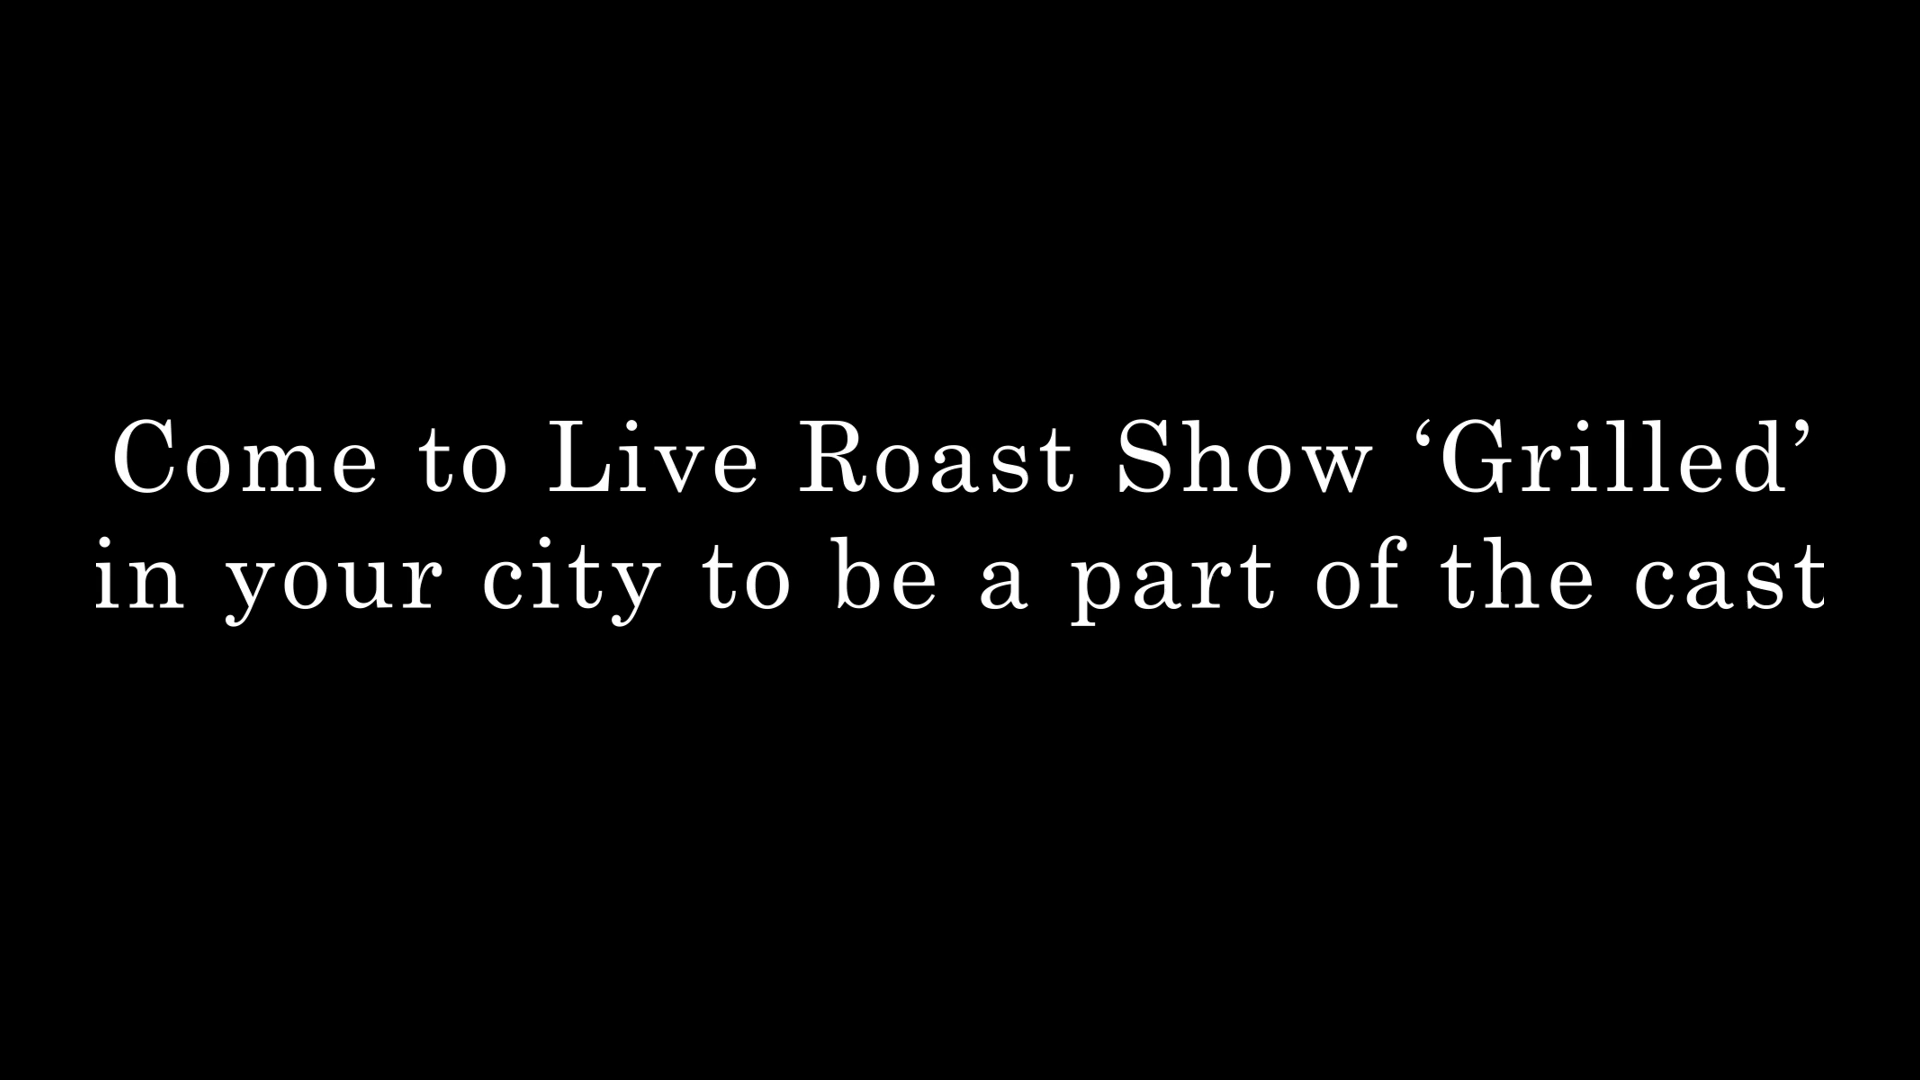 Come to Live Roast Show ‘Grilled’
in your city to be a part of the cast